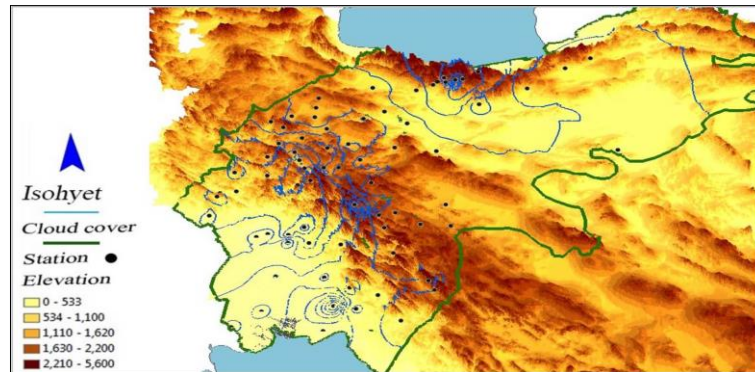 Isohyet
Cloud cover
Station
Elevation
0 - 533
534 - 1,100
1,110 - 1,620
1,630 - 2,200
2,210 - 5,600